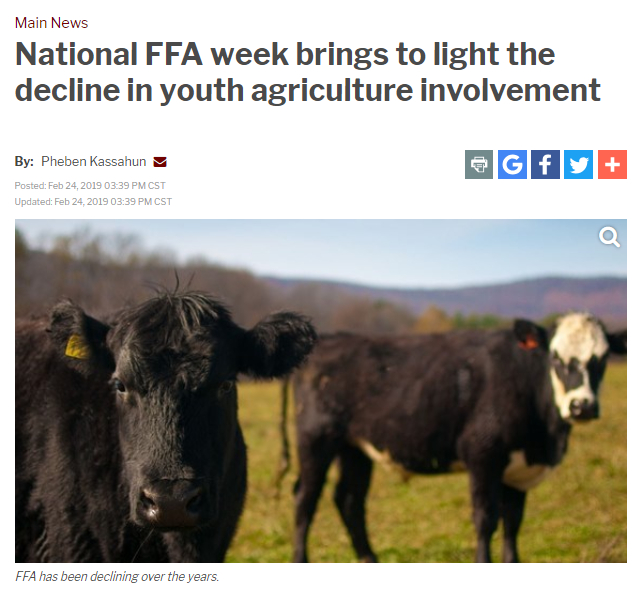 Main News
National FFA week brings to light the
decline in youth agriculture involvement
By: Pheben Kassahun
Posted: Feb 24, 2019 03:39 PM CST
Updated: Feb 24, 2019 03:39 PM CST
FFA has been declining over the years.